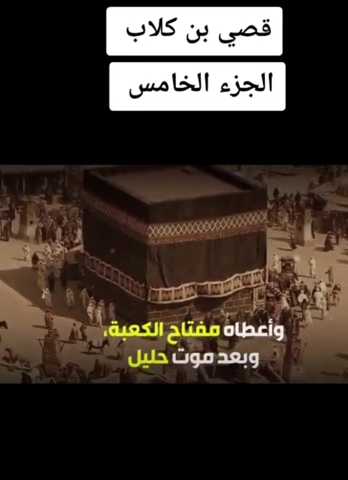 قصي بن كلاب
الجزء الخامس
وأعطاه مفتاح الكعبة،
وبعد موت حليل